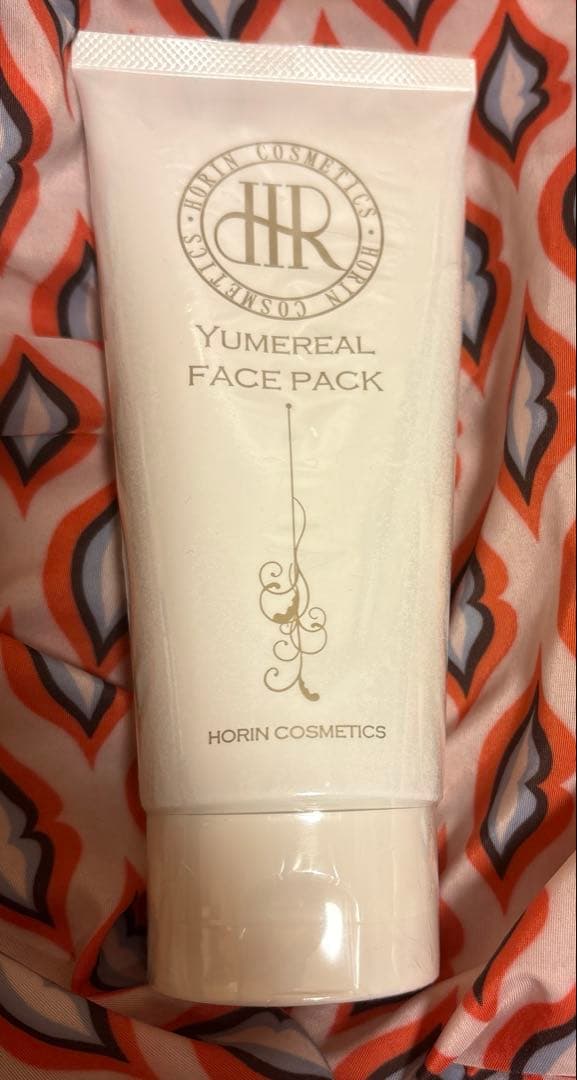 HORIN COSMETICS · HORIN COSMETICS ·
HR
YUMEREAL
FACE PACK
HORIN COSMETICS